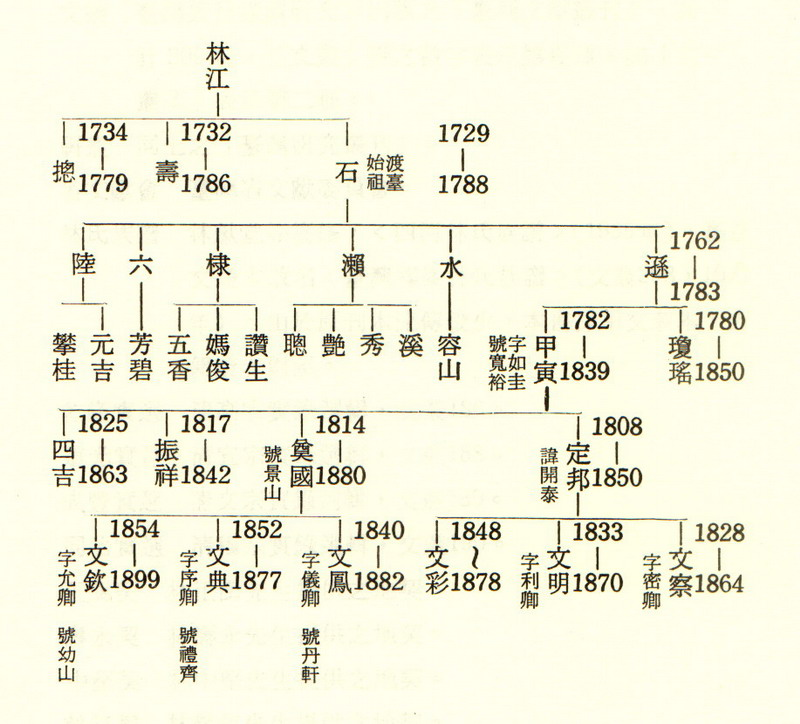 林江
1729
1788
渡臺
始祖
石
1732
1786
壽
1734
1779
摠
1762
1783
遜
水
瀨
棣
六
陸
1780
1850
瓊瑤
1782
1839
甲寅
字如圭
號寬裕
容山
溪
秀
艷
聰
讚生
媽俊
五香
芳碧
元吉
攀桂
1808
1850
定邦
諱開泰
1814
1880
奠國
號景山
1817
1842
振祥
1825
1863
四吉
1828
1864
文察
字密卿
1833
1870
文明
字利卿
1848
1878
文彩
1840
1882
文鳳
字儀卿 號丹軒
1852
1877
文典
字序卿 號禮齊
1854
1899
文欽
字允卿 號幼山